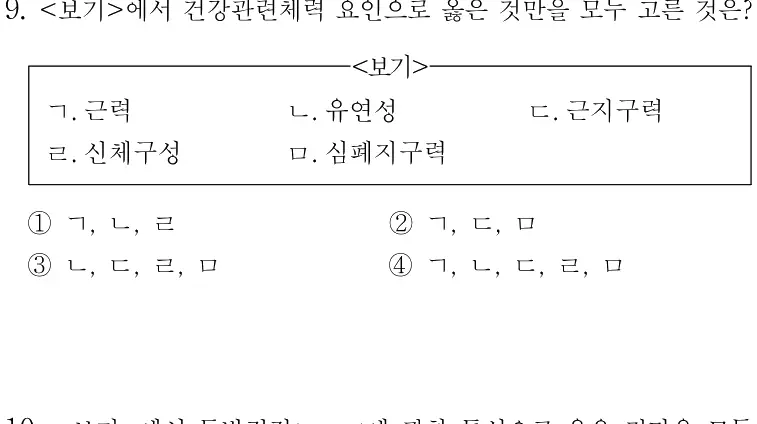 9. <보기>에서 건강관련체력 요인으로 옳은 것만을 모두 고른 것은?
<보기>
ㄱ. 근력 ㄴ. 유연성 ㄷ. 근지구력
ㄹ. 신체구성 ㅁ. 심폐지구력
① ㄱ, ㄴ, ㄹ ② ㄱ, ㄷ, ㅁ
③ ㄴ, ㄷ, ㄹ, ㅁ ④ ㄱ, ㄴ, ㄷ, ㄹ, ㅁ